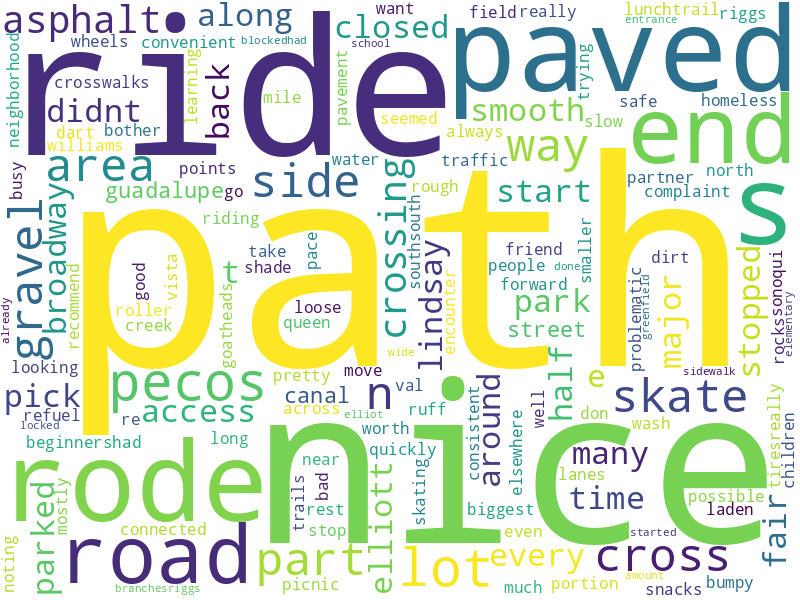 asphalt
along
want
field
really
lunchtrail
riggs
entrance
wheels
convenient
blockedhad
closed
ride
paved
school
neighborhood
crosswalks
didnt
back
learning
mile
pavement
seemed
smooth
trying
safe
homeless
end
dart
bother
williams
always
slow
way
area
points
side
water
traffic
crossing
rough
partner
north
complaint
start
s
busy
guadalupe
go
riding
gravel
broadway
path
southsouth
take
shade
pace
friend
people
done
forward
smaller
dirt
stopped
sonoqui
rocks
t
good
vista
roller
creek
recommend
goatheads
loose
queen
lindsay
encounter
park
street
problematic
greenfield
major
already
elementary
looking
pretty
move
wide
sidewalk
pecos
n
val
half
e
skate
pick
refuel
re
access
canal
across
elliot
ruff
around
well
don
wash
locked
beginnershad
long
worth
quickly
consistent
elsewhere
many
lanes
possible
tiresreally
children
rode
nice
near
bad
rest
skating
biggest
time
laden
fair
mostly
parked
connected
trails
stop
elliott
even
started
road
part
lot
every
cross
noting
picnic
much
portion
amount
snacks
bumpy
branchesriggs